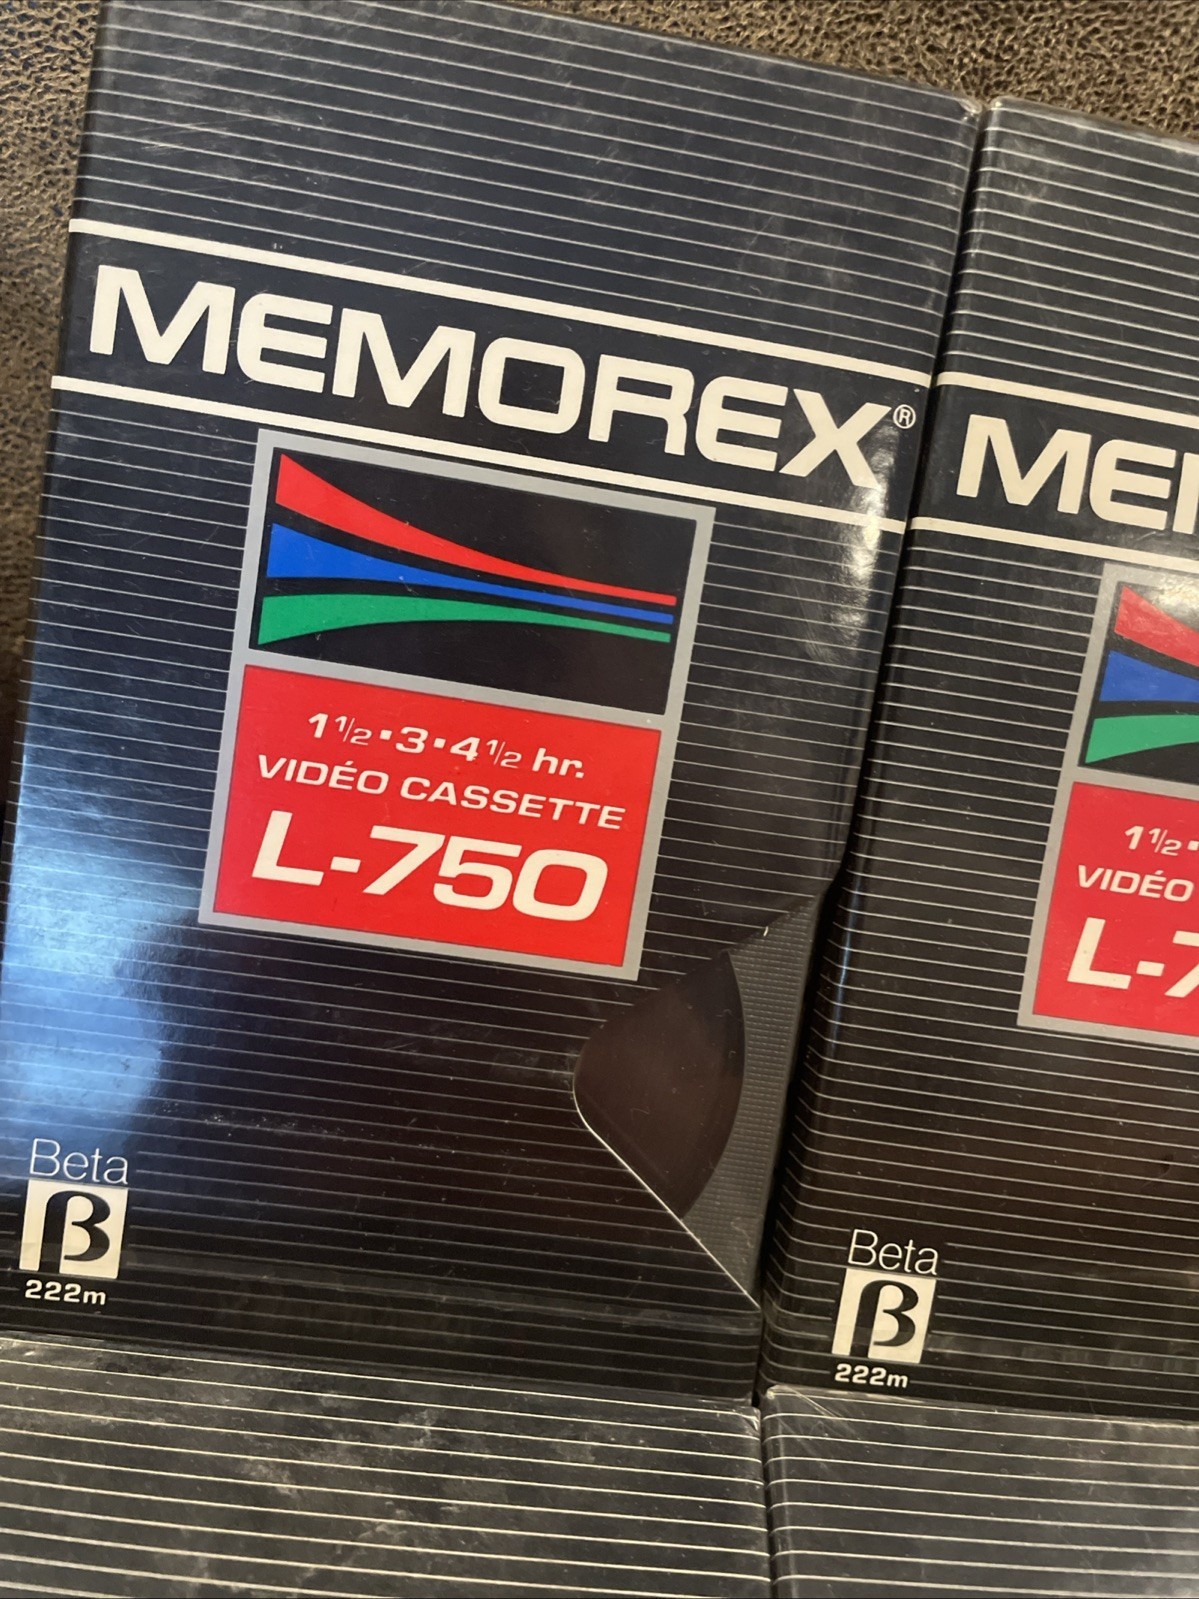 MEMOREX®
1½▪3▪4½ hr.
VIDÉO CASSETTE
L-750
Beta
β
222m
ME
1½▪
VIDÉO
L-7
Beta
β
222m